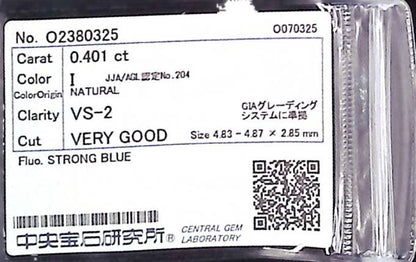 No. O2380325 O070325
Carat 0.401 ct
Color I JJA/AGL認定No.204
ColorOrigin NATURAL
Clarity VS-2 GIAグレーディング
システムに準拠
Cut VERY GOOD Size 4.83 - 4.87 × 2.85 mm
Fluo. STRONG BLUE
中央宝石研究所® CENTRAL GEM
LABORATORY